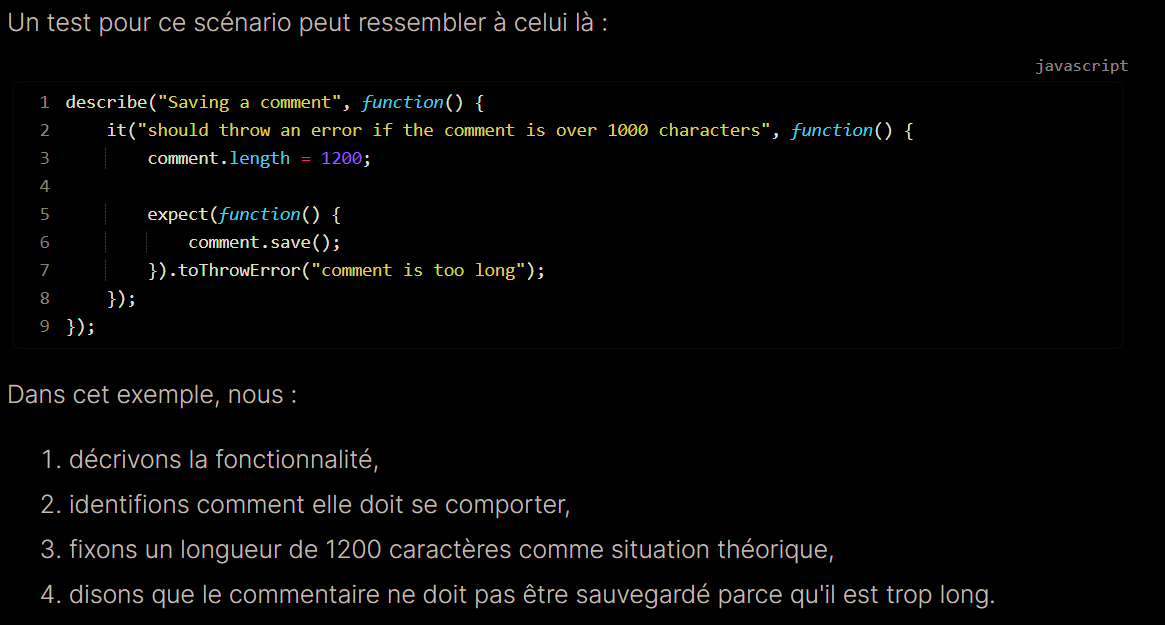 Un test pour ce scénario peut ressembler à celui là :
javascript
1 describe("Saving a comment", function() {
2     it("should throw an error if the comment is over 1000 characters", function() {
3         comment.length = 1200;
4
5         expect(function() {
6             comment.save();
7         }).toThrowError("comment is too long");
8     });
9 });
Dans cet exemple, nous :
1. décrivons la fonctionnalité,
2. identifions comment elle doit se comporter,
3. fixons un longueur de 1200 caractères comme situation théorique,
4. disons que le commentaire ne doit pas être sauvegardé parce qu'il est trop long.